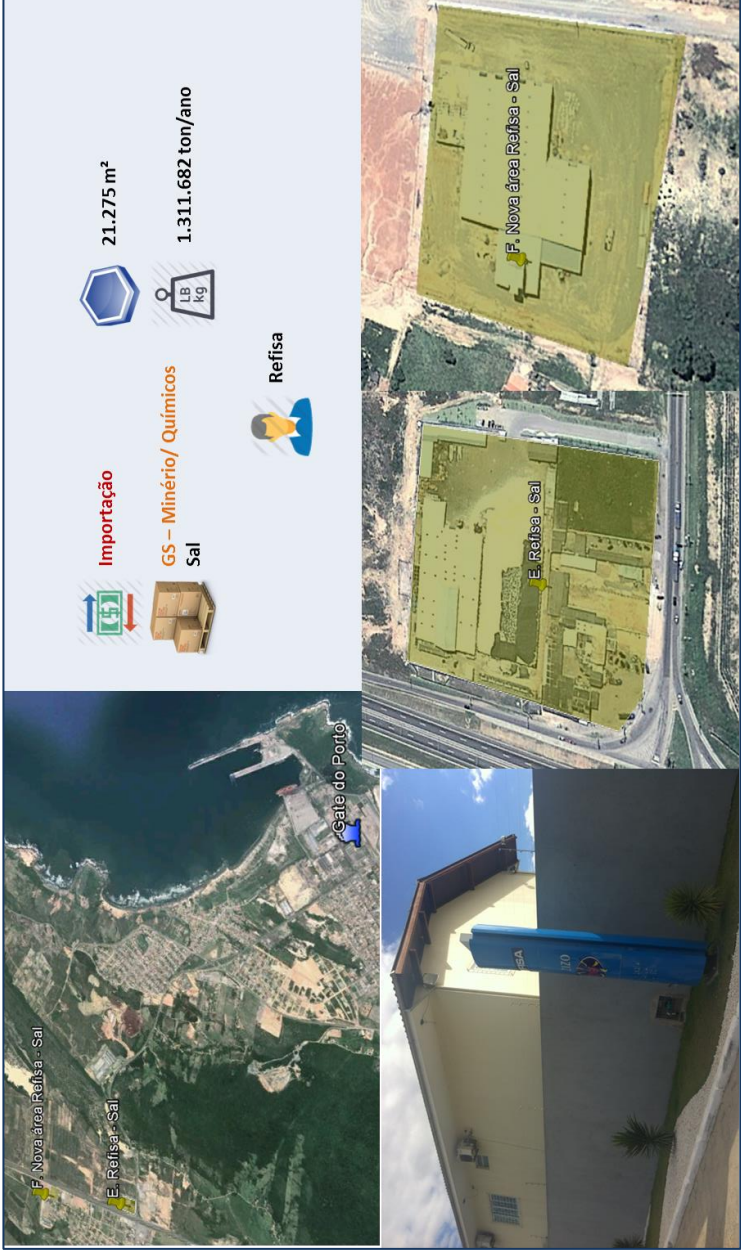 F. Nova área Refisa - Sal
E. Refisa - Sal
Gate do Porto
Importação
21.275 m²
GS – Minério/ Químicos
Sal
LB
kg
1.311.682 ton/ano
Refisa
E. Refisa - Sal
F. Nova área Refisa - Sal